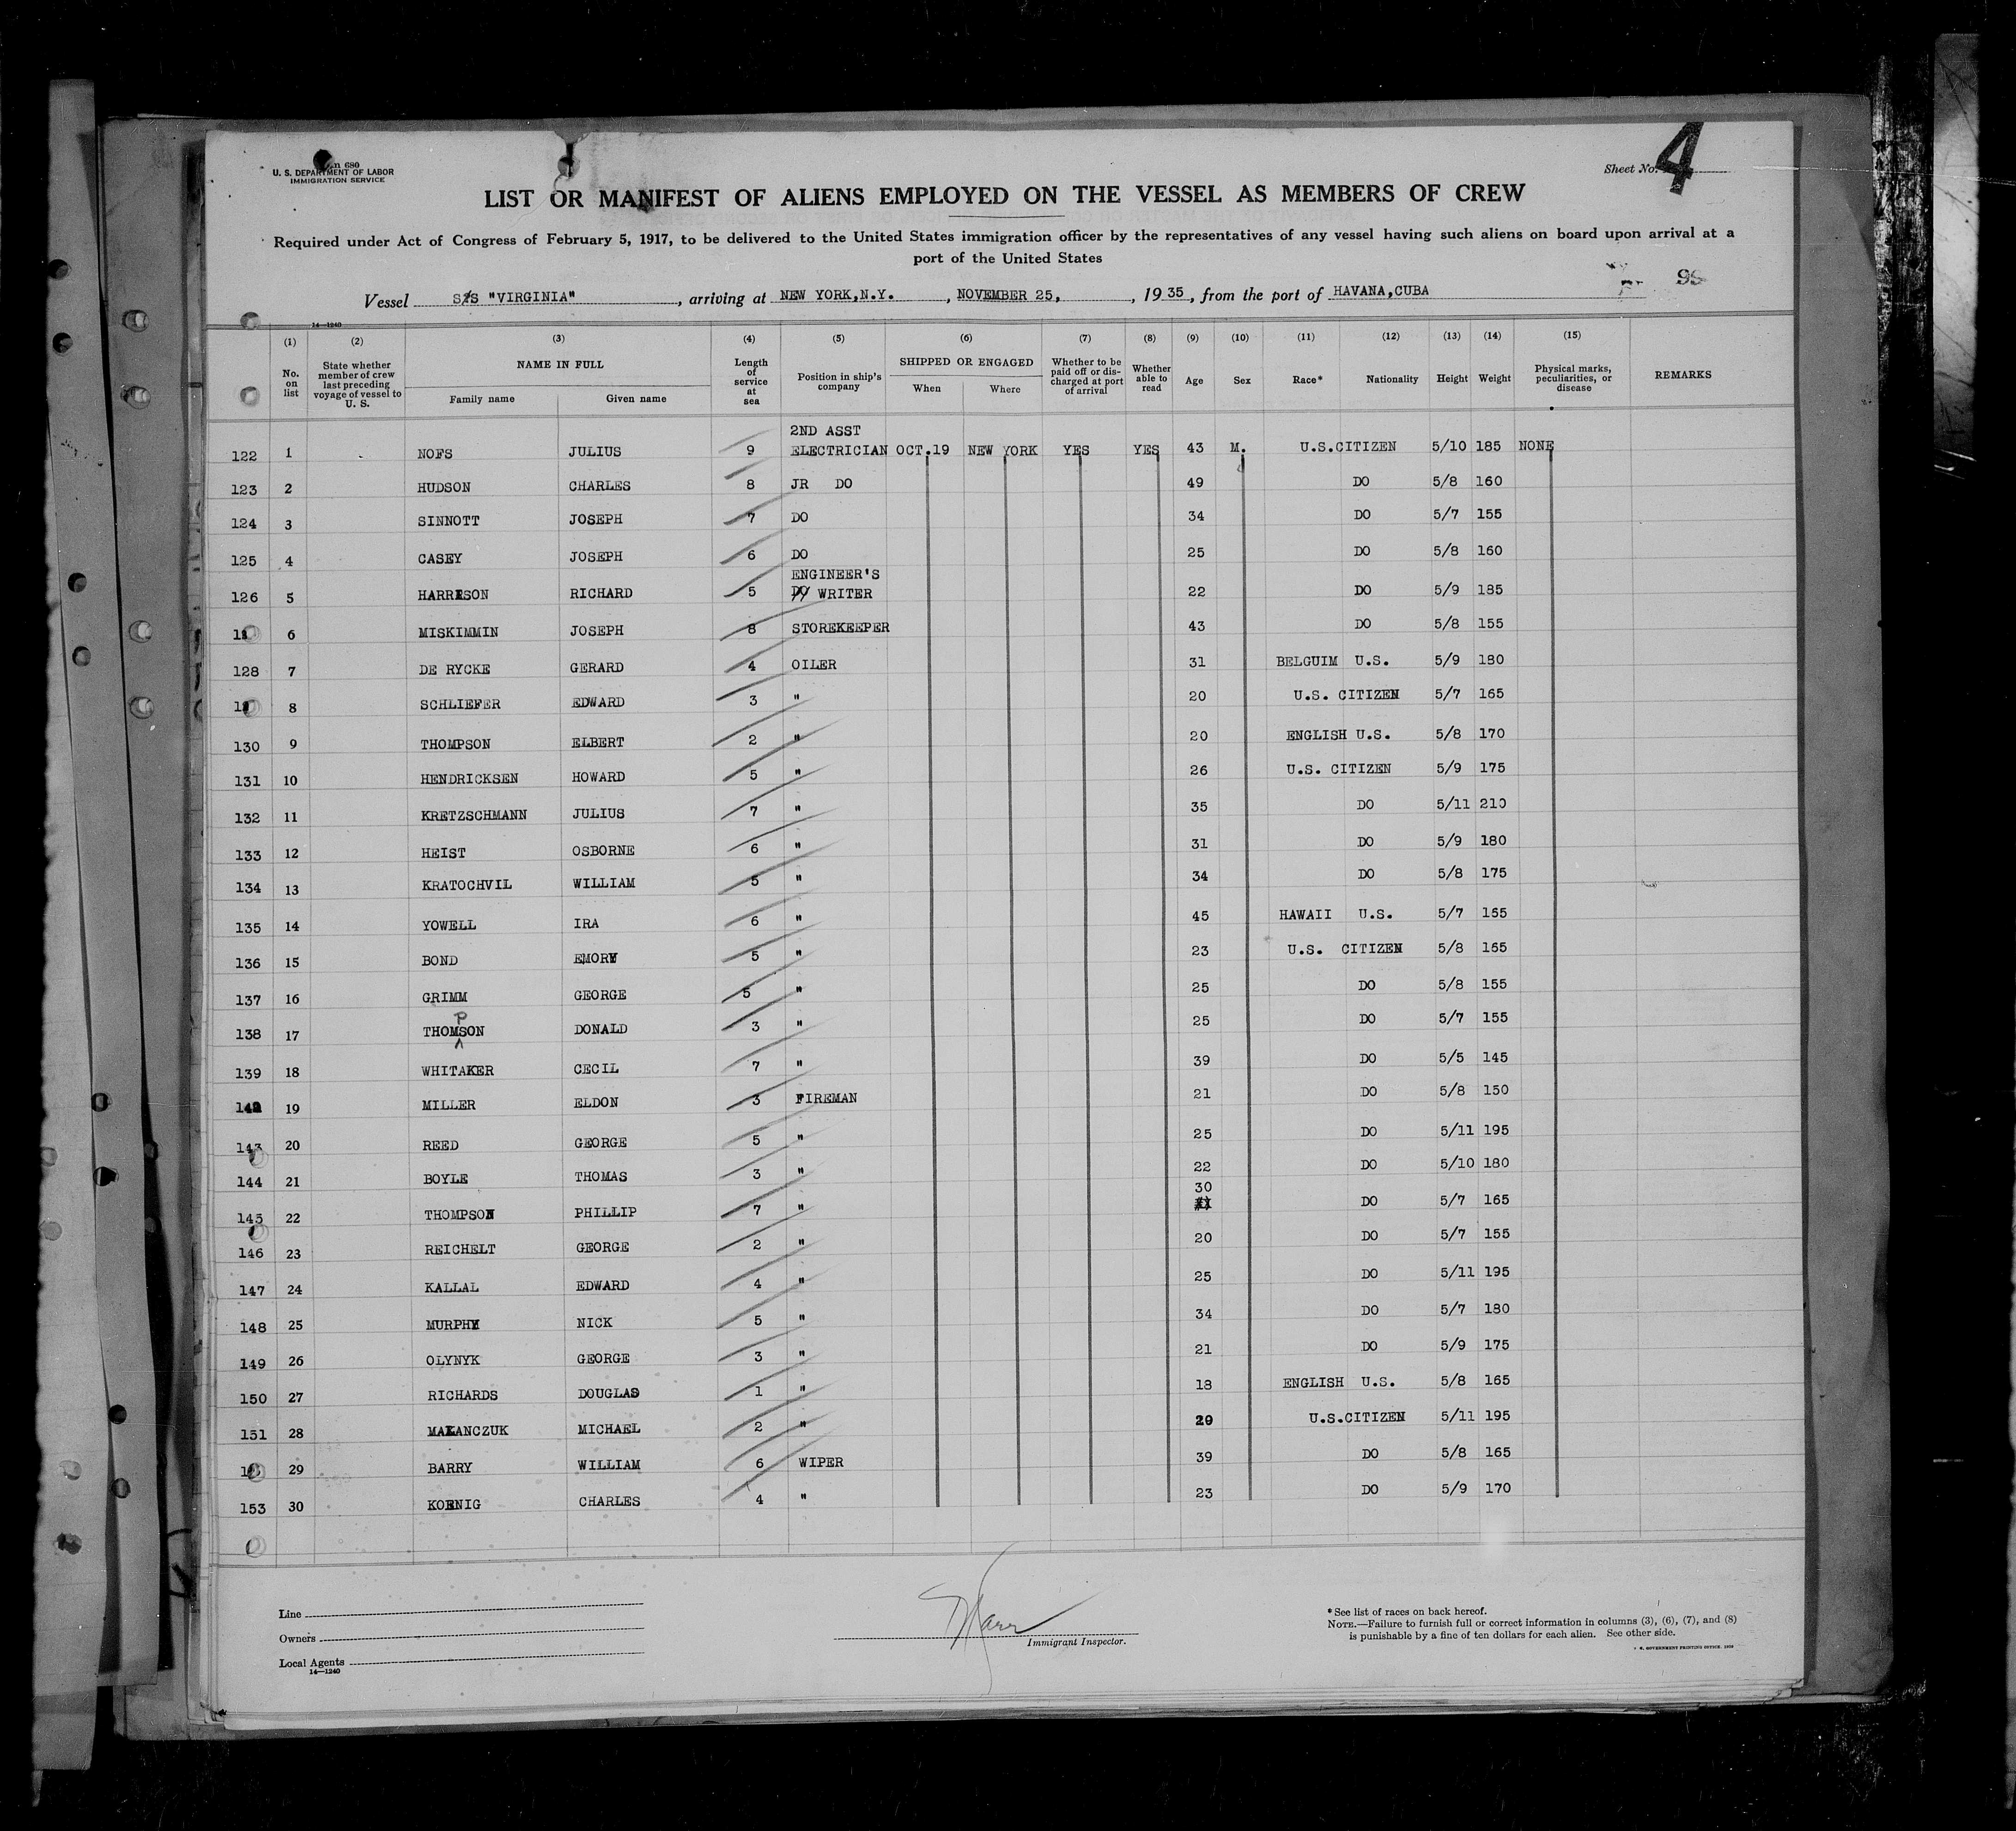 n 680
U. S. DEPARTMENT OF LABOR
IMMIGRATION SERVICE
Sheet No. 4
LIST OR MANIFEST OF ALIENS EMPLOYED ON THE VESSEL AS MEMBERS OF CREW
Required under Act of Congress of February 5, 1917, to be delivered to the United States immigration officer by the representatives of any vessel having such aliens on board upon arrival at a
port of the United States
Vessel S/S "VIRGINIA", arriving at NEW YORK, N.Y., NOVEMBER 25, 1935, from the port of HAVANA, CUBA
14—1240
(1) (2) (3) (4) (5) (6) (7) (8) (9) (10) (11) (12) (13) (14) (15)
No. on list State whether member of crew last preceding voyage of vessel to U. S. NAME IN FULL Family name Given name Length of service at sea Position in ship's company SHIPPED OR ENGAGED When Where Whether to be paid off or discharged at port of arrival Whether able to read Age Sex Race* Nationality Height Weight Physical marks, peculiarities, or disease REMARKS
122 1 NOFS JULIUS 9 2ND ASST ELECTRICIAN OCT.19 NEW YORK YES YES 43 M. U.S.CITIZEN 5/10 185 NONE
123 2 HUDSON CHARLES 8 JR DO 49 DO 5/8 160
124 3 SINNOTT JOSEPH 7 DO 34 DO 5/7 155
125 4 CASEY JOSEPH 6 DO 25 DO 5/8 160
126 5 HARRISON RICHARD 5 ENGINEER'S WRITER 22 DO 5/9 185
6 MISKIMMIN JOSEPH 8 STOREKEEPER 43 DO 5/8 155
128 7 DE RYCKE GERARD 4 OILER 31 BELGUIM U.S. 5/9 180
8 SCHLIEFER EDWARD 3 " 20 U.S. CITIZEN 5/7 165
130 9 THOMPSON ELBERT 2 " 20 ENGLISH U.S. 5/8 170
131 10 HENDRICKSEN HOWARD 5 " 26 U.S. CITIZEN 5/9 175
132 11 KRETZSCHMANN JULIUS 7 " 35 DO 5/11 210
133 12 HEIST OSBORNE 6 " 31 DO 5/9 180
134 13 KRATOCHVIL WILLIAM 5 " 34 DO 5/8 175
135 14 YOWELL IRA 6 " 45 HAWAII U.S. 5/7 155
136 15 BOND EMORY 5 " 23 U.S. CITIZEN 5/8 165
137 16 GRIMM GEORGE 5 " 25 DO 5/8 155
138 17 THOMPSON DONALD 3 " 25 DO 5/7 155
139 18 WHITAKER CECIL 7 " 39 DO 5/5 145
142 19 MILLER ELDON 3 FIREMAN 21 DO 5/8 150
143 20 REED GEORGE 5 " 25 DO 5/11 195
144 21 BOYLE THOMAS 3 " 22 DO 5/10 180
145 22 THOMPSON PHILLIP 7 " 30 DO 5/7 165
146 23 REICHELT GEORGE 2 " 20 DO 5/7 155
147 24 KALLAL EDWARD 4 " 25 DO 5/11 195
148 25 MURPHY NICK 5 " 34 DO 5/7 180
149 26 OLYNYK GEORGE 3 " 21 DO 5/9 175
150 27 RICHARDS DOUGLAS 1 " 18 ENGLISH U.S. 5/8 165
151 28 MALANCZUK MICHAEL 2 " U.S.CITIZEN 5/11 195
29 BARRY WILLIAM 6 WIPER 39 DO 5/8 165
153 30 KOENIG CHARLES 4 " 23 DO 5/9 170
Line
Owners
Local Agents
14—1240
Immigrant Inspector.
*See list of races on back hereof.
NOTE.—Failure to furnish full or correct information in columns (3), (6), (7), and (8)
is punishable by a fine of ten dollars for each alien. See other side.